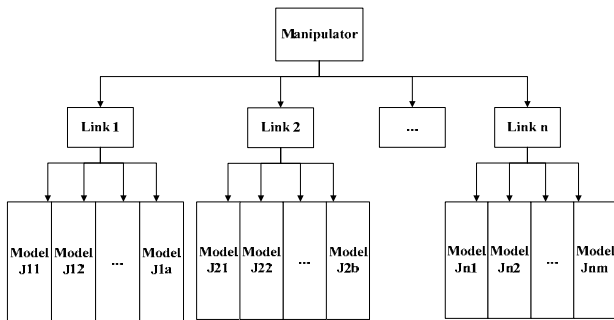 Manipulator
Link 1
Link 2
...
Link n
Model
J11
Model
J12
...
Model
J1a
Model
J21
Model
J22
...
Model
J2b
Model
Jn1
Model
Jn2
...
Model
Jnm